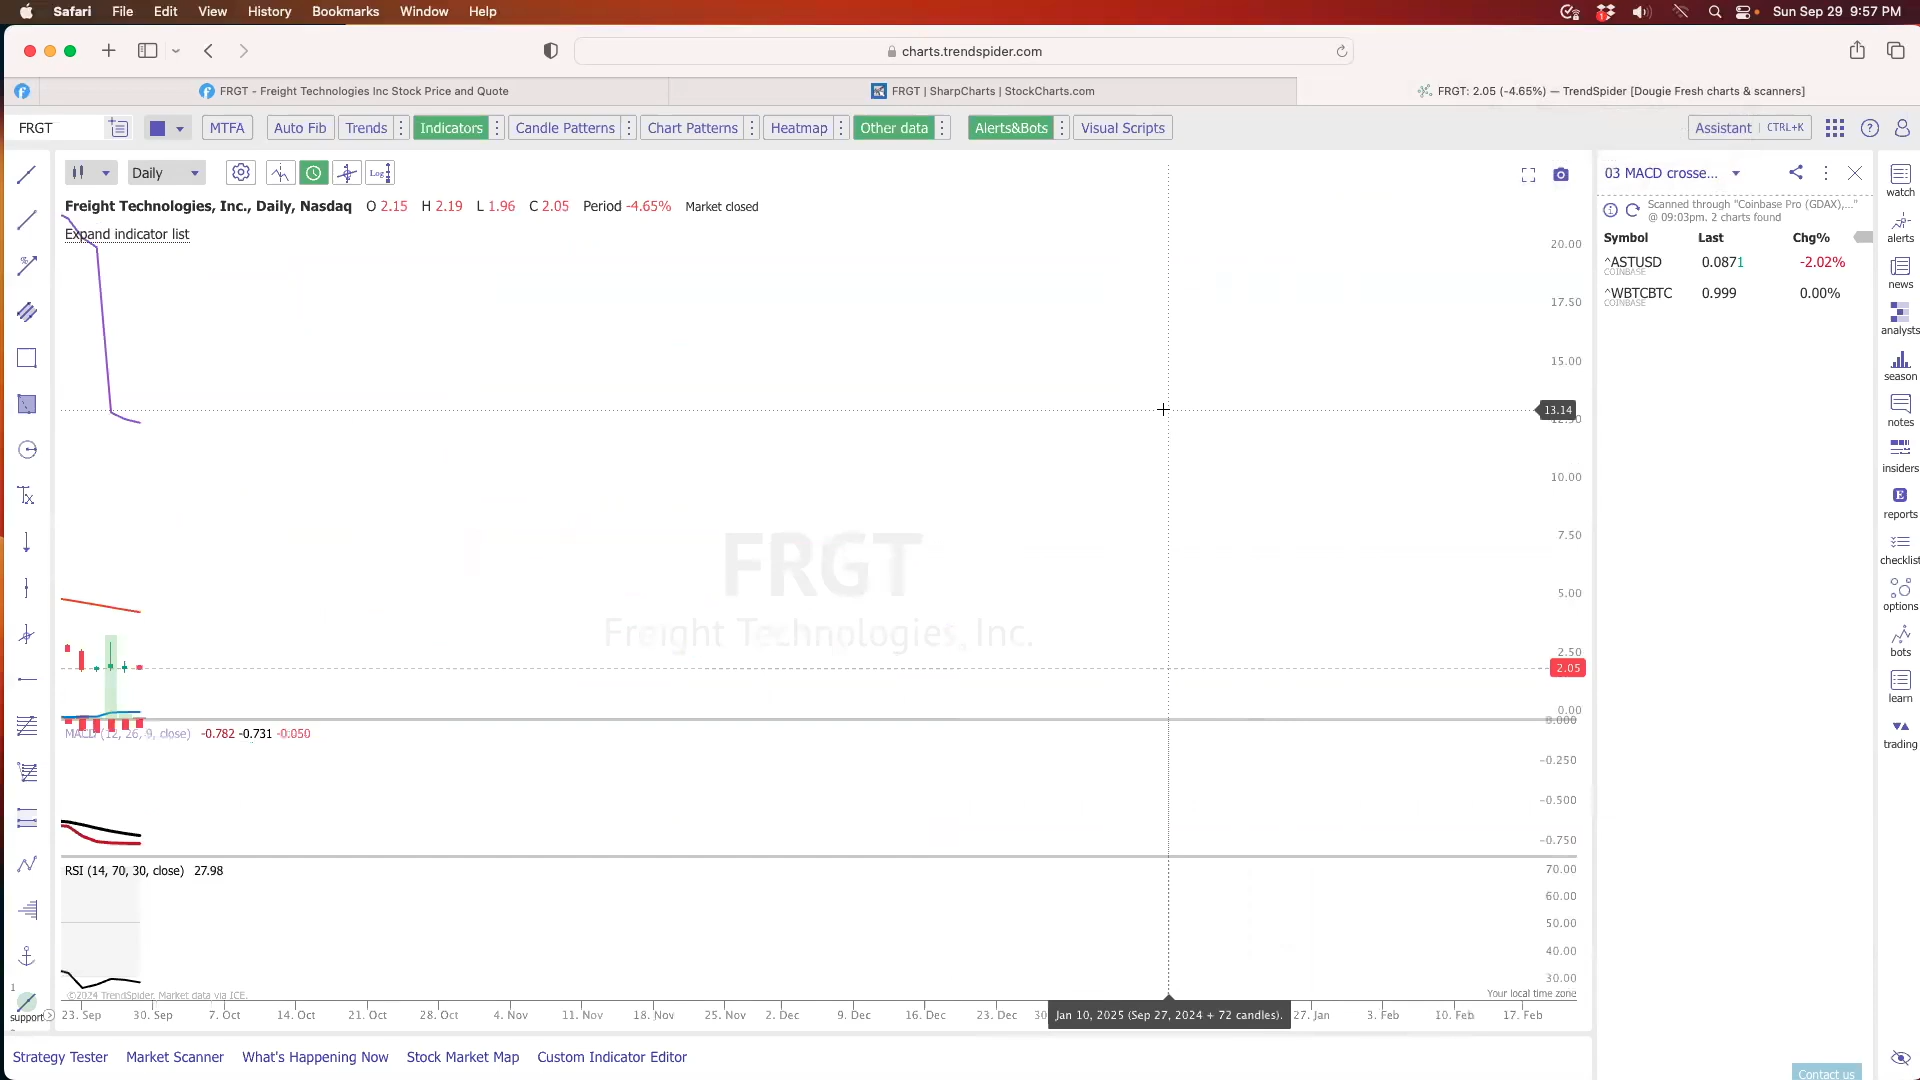 Safari File Edit View History Bookmarks Window Help Sun Sep 29 9:57 PM
charts.trendspider.com
FRGT - Freight Technologies Inc Stock Price and Quote
FRGT | SharpCharts | StockCharts.com
FRGT: 2.05 (-4.65%) — TrendSpider [Dougie Fresh charts & scanners]
FRGT MTFA Auto Fib Trends Indicators Candle Patterns Chart Patterns Heatmap Other data Alerts&Bots Visual Scripts Assistant CTRL+K
Daily Log
Freight Technologies, Inc., Daily, Nasdaq O 2.15 H 2.19 L 1.96 C 2.05 Period -4.65% Market closed
Expand indicator list
20.00
17.50
15.00
13.14
12.50
10.00
7.50
5.00
2.50
2.05
0.00
FRGT
Freight Technologies, Inc.
MACD (12, 26, 9, close) -0.782 -0.731 -0.050
0.000
-0.250
-0.500
-0.750
RSI (14, 70, 30, close) 27.98
70.00
60.00
50.00
40.00
30.00
©2024 TrendSpider. Market data via ICE.
Your local time zone
23. Sep 30. Sep 7. Oct 14. Oct 21. Oct 28. Oct 4. Nov 11. Nov 18. Nov 25. Nov 2. Dec 9. Dec 16. Dec 23. Dec 30 Jan 10, 2025 (Sep 27, 2024 + 72 candles). 27. Jan 3. Feb 10. Feb 17. Feb
1
support
Strategy Tester Market Scanner What's Happening Now Stock Market Map Custom Indicator Editor
03 MACD crosse...
Scanned through "Coinbase Pro (GDAX),..."
@ 09:03pm. 2 charts found
Symbol Last Chg%
^ASTUSD 0.0871 -2.02%
COINBASE
^WBTCBTC 0.999 0.00%
COINBASE
watch
alerts
news
analysts
season
notes
insiders
reports
checklist
options
bots
learn
trading
Contact us